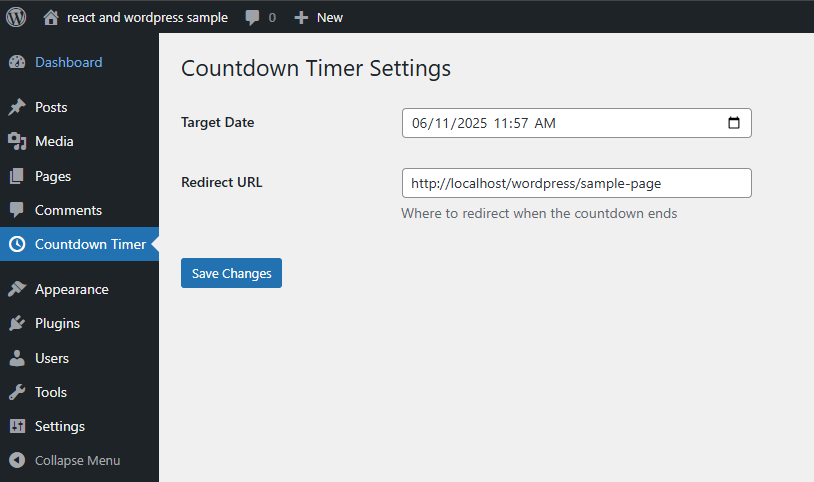 react and wordpress sample 0 New
Dashboard
Posts
Media
Pages
Comments
Countdown Timer
Appearance
Plugins
Users
Tools
Settings
Collapse Menu
Countdown Timer Settings
Target Date 06/11/2025 11:57 AM
Redirect URL http://localhost/wordpress/sample-page
Where to redirect when the countdown ends
Save Changes